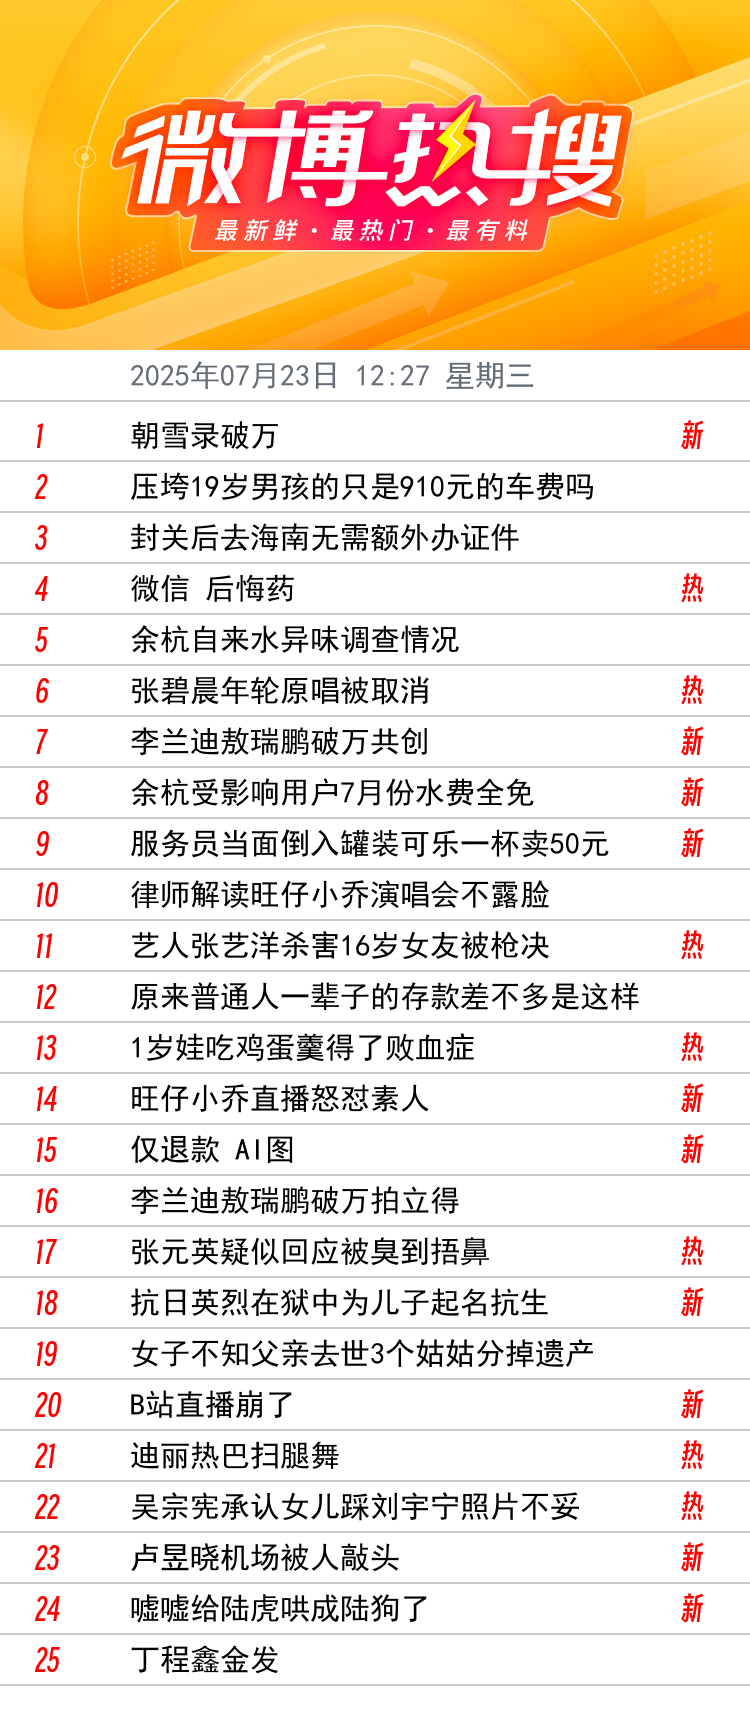 微博热搜
最新鲜·最热门·最有料
2025年07月23日 12:27 星期三
1 朝雪录破万 新
2 压垮19岁男孩的只是910元的车费吗
3 封关后去海南无需额外办证件
4 微信 后悔药 热
5 余杭自来水异味调查情况
6 张碧晨年轮原唱被取消 热
7 李兰迪敖瑞鹏破万共创 新
8 余杭受影响用户7月份水费全免 新
9 服务员当面倒入罐装可乐一杯卖50元 新
10 律师解读旺仔小乔演唱会不露脸
11 艺人张艺洋杀害16岁女友被枪决 热
12 原来普通人一辈子的存款差不多是这样
13 1岁娃吃鸡蛋羹得了败血症 热
14 旺仔小乔直播怒怼素人 新
15 仅退款 AI图 新
16 李兰迪敖瑞鹏破万拍立得
17 张元英疑似回应被臭到捂鼻 热
18 抗日英烈在狱中为儿子起名抗生 新
19 女子不知父亲去世3个姑姑分掉遗产
20 B站直播崩了 新
21 迪丽热巴扫腿舞 热
22 吴宗宪承认女儿踩刘宇宁照片不妥 热
23 卢昱晓机场被人敲头 新
24 嘘嘘给陆虎哄成陆狗了 新
25 丁程鑫金发